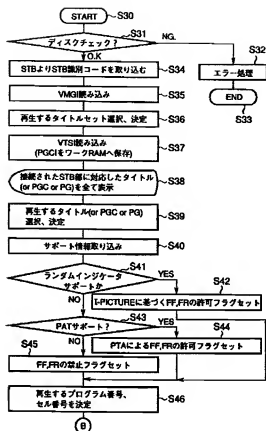 START
S30
S31
ディスクチェック?
NG.
O.K
S32
エラー処理
END
S33
S34
STBよりSTB識別コードを取り込む
S35
VMGI読み込み
S36
再生するタイトルセット選択、決定
S37
VTSI読み込み
(PGCIをワークRAMへ保存)
S38
接続されたSTB部に対応したタイトル
(or PGC or PG)を全て表示
S39
再生するタイトル(or PGC or PG)
選択、決定
S40
サポート情報取り込み
S41
ランダムインジケータ
サポートか
YES
NO
S42
I-PICTUREに基づくFF,FRの許可フラグセット
S43
PATサポート?
YES
NO
S44
PTAによるFF,FRの許可フラグセット
S45
FF,FRの禁止フラグセット
S46
再生するプログラム番号、
セル番号を決定
B